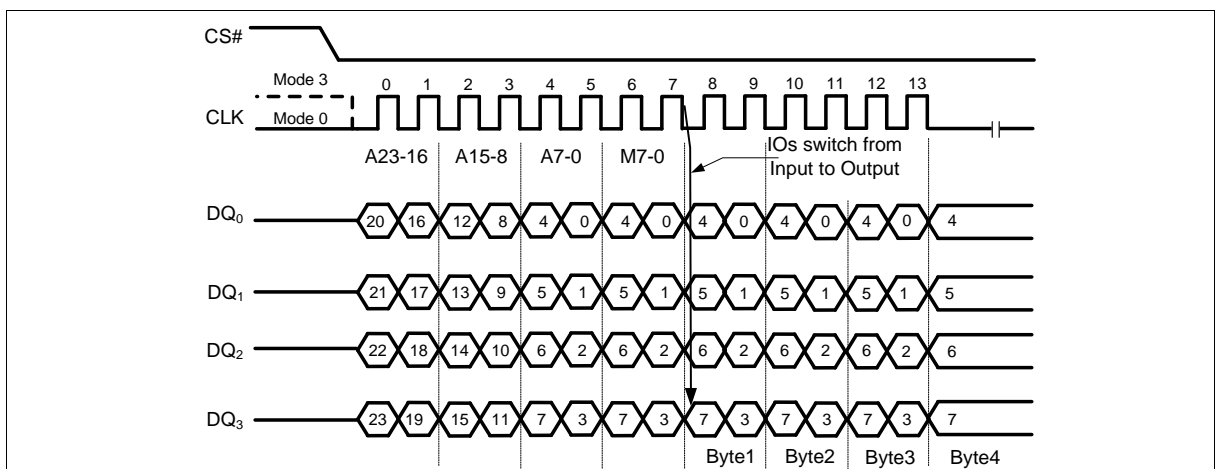 CS#
Mode 3
CLK
Mode 0
0 1 2 3 4 5 6 7 8 9 10 11 12 13
A23-16 A15-8 A7-0 M7-0
IOs switch from
Input to Output
DQ0 20 16 12 8 4 0 4 0 4 0 4 0 4 0 4
DQ1 21 17 13 9 5 1 5 1 5 1 5 1 5 1 5
DQ2 22 18 14 10 6 2 6 2 6 2 6 2 6 2 6
DQ3 23 19 15 11 7 3 7 3 7 3 7 3 7 3 7
Byte1 Byte2 Byte3 Byte4